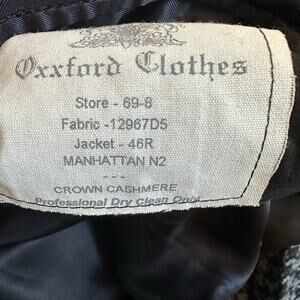 Oxxford Clothes
Store - 69-8
Fabric -12967D5
Jacket - 46R
MANHATTAN N2
- - -
CROWN CASHMERE
Professional Dry Clean Only